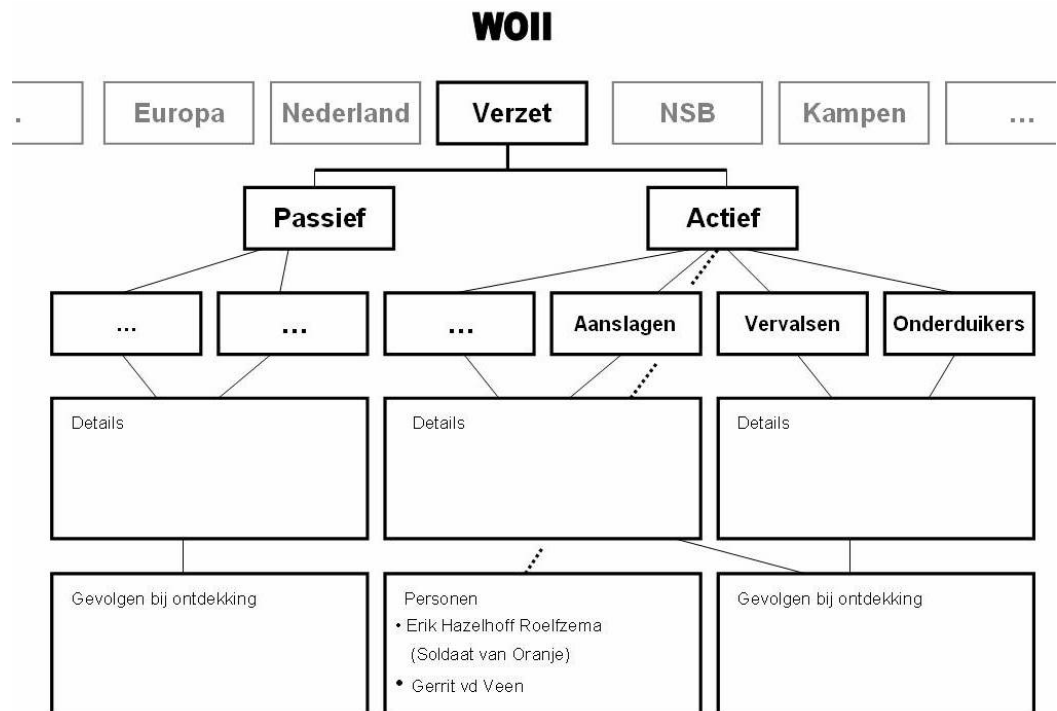 WOII
. Europa Nederland Verzet NSB Kampen ...
Passief Actief
... ... ... Aanslagen Vervalsen Onderduikers
Details Details Details
Gevolgen bij ontdekking
Personen
• Erik Hazelhoff Roelfzema
(Soldaat van Oranje)
• Gerrit vd Veen
Gevolgen bij ontdekking